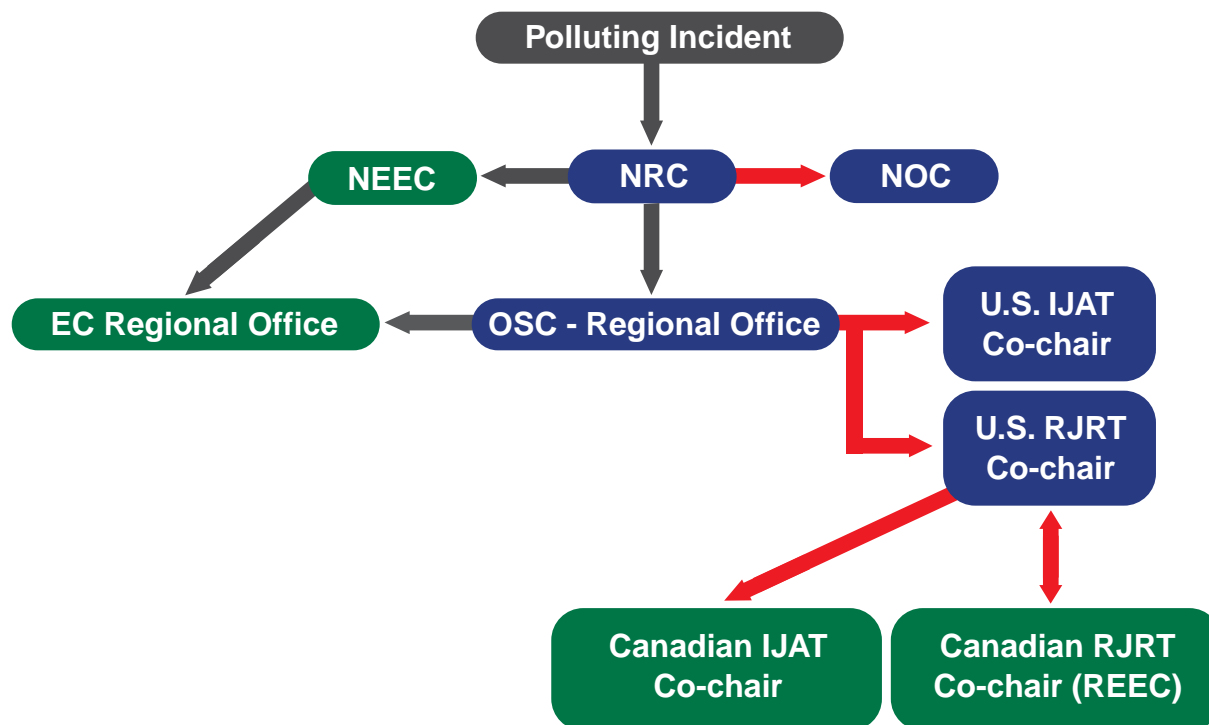 Polluting Incident
NEEC
NRC
NOC
EC Regional Office
OSC - Regional Office
U.S. IJAT
Co-chair
U.S. RJRT
Co-chair
Canadian IJAT
Co-chair
Canadian RJRT
Co-chair (REEC)